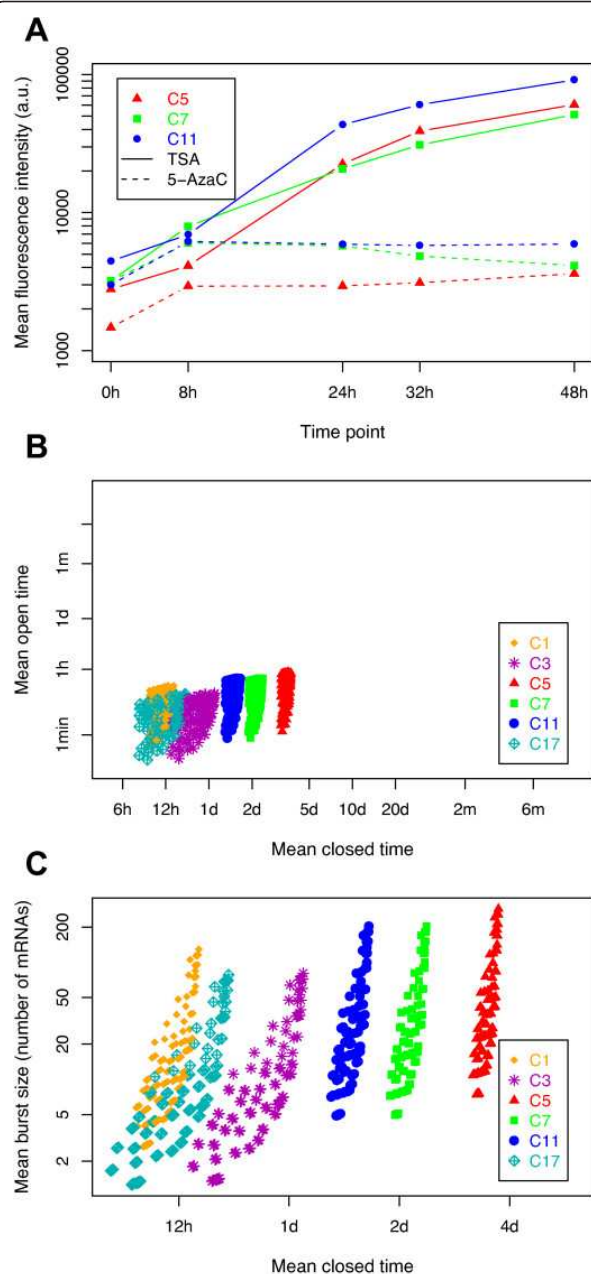 A
Mean fluorescence intensity (a.u.)
100000
10000
1000
C5
C7
C11
TSA
5−AzaC
0h 8h 24h 32h 48h
Time point
B
Mean open time
1m
1d
1h
1min
C1
C3
C5
C7
C11
C17
6h 12h 1d 2d 5d 10d 20d 2m 6m
Mean closed time
C
Mean burst size (number of mRNAs)
200
50
20
5
2
C1
C3
C5
C7
C11
C17
12h 1d 2d 4d
Mean closed time